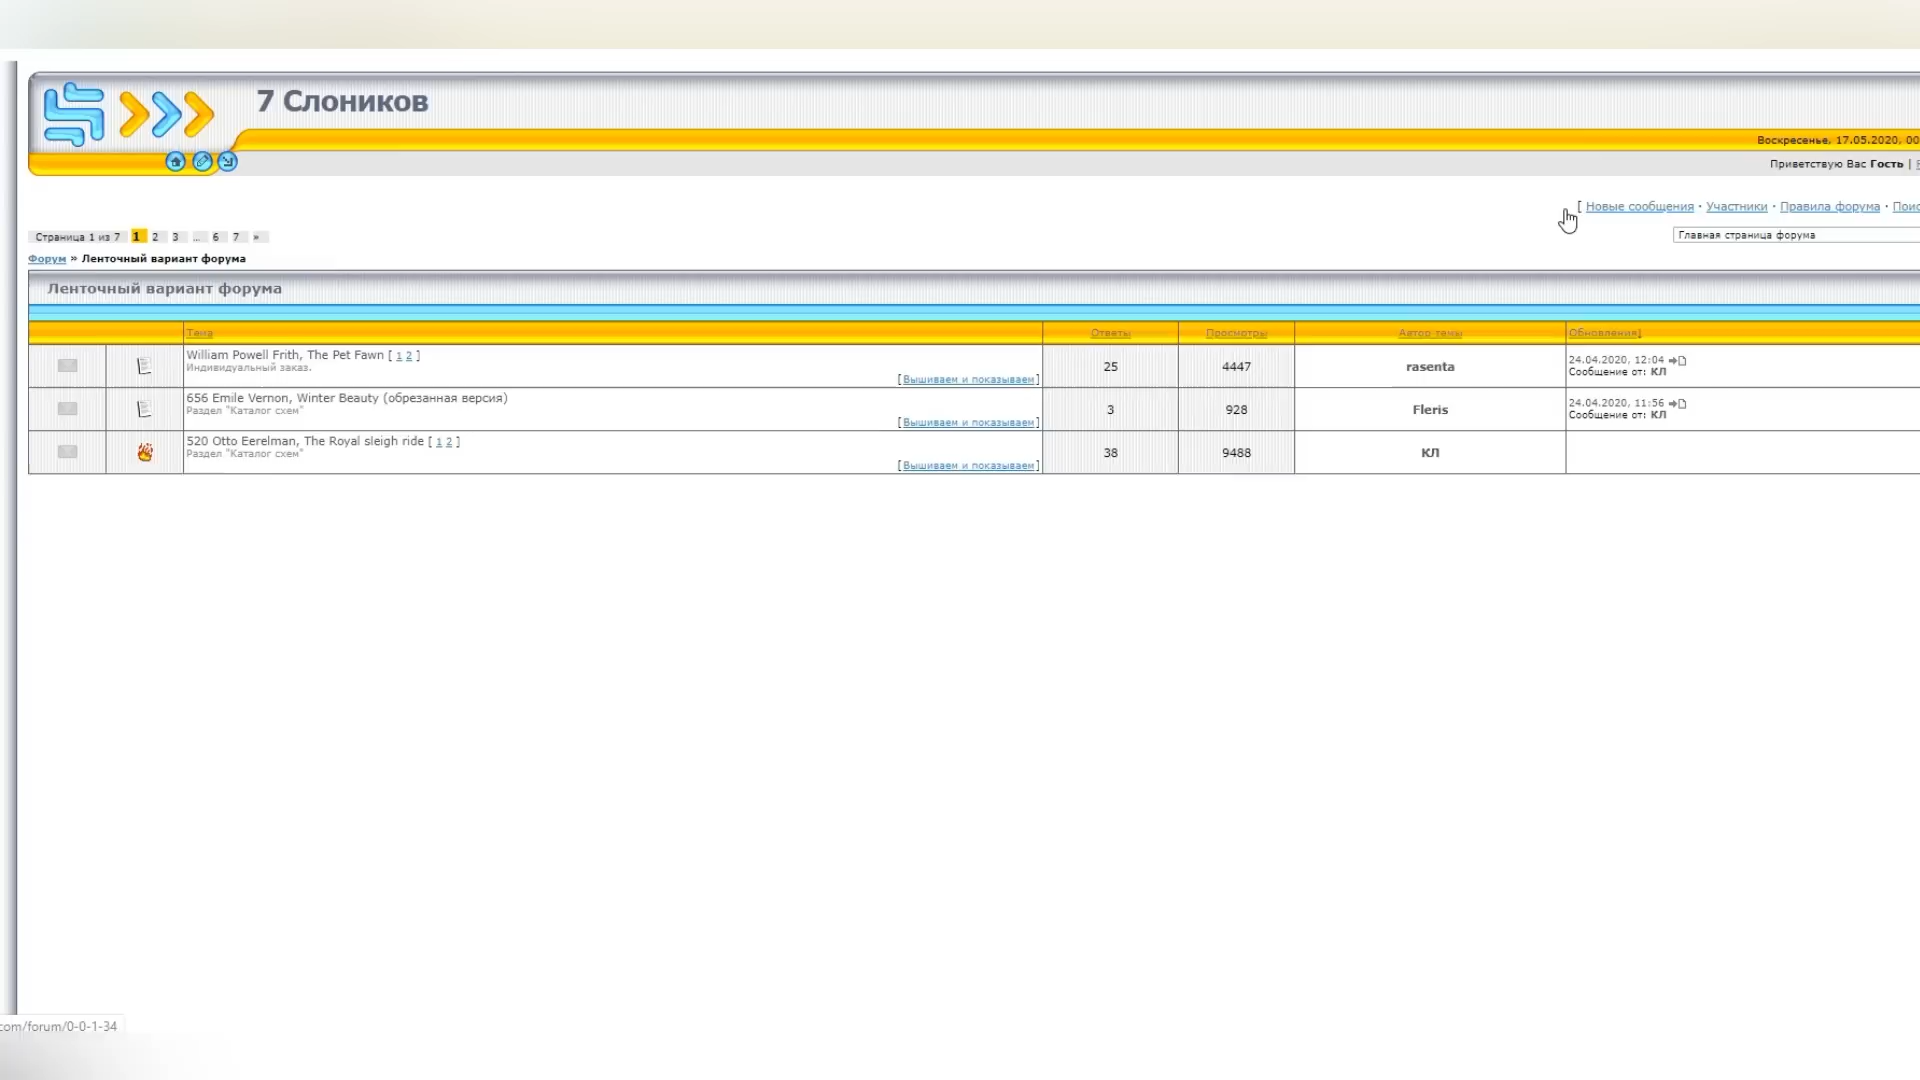 7 Слоников
Воскресенье, 17.05.2020, 00
Приветствую Вас Гость |
[ Новые сообщения · Участники · Правила форума · Поис
Страница 1 из 7 1 2 3 ... 6 7 »
Главная страница форума
Форум » Ленточный вариант форума
Ленточный вариант форума
Тема Ответы Просмотры Автор темы Обновления↓
William Powell Frith, The Pet Fawn [ 1 2 ]
Индивидуальный заказ.
[Вышиваем и показываем]
25 4447 rasenta
24.04.2020, 12:04
Сообщение от: КЛ
656 Emile Vernon, Winter Beauty (обрезанная версия)
Раздел "Каталог схем"
[Вышиваем и показываем]
3 928 Fleris
24.04.2020, 11:56
Сообщение от: КЛ
520 Otto Eerelman, The Royal sleigh ride [ 1 2 ]
Раздел "Каталог схем"
[Вышиваем и показываем]
38 9488 КЛ
com/forum/0-0-1-34